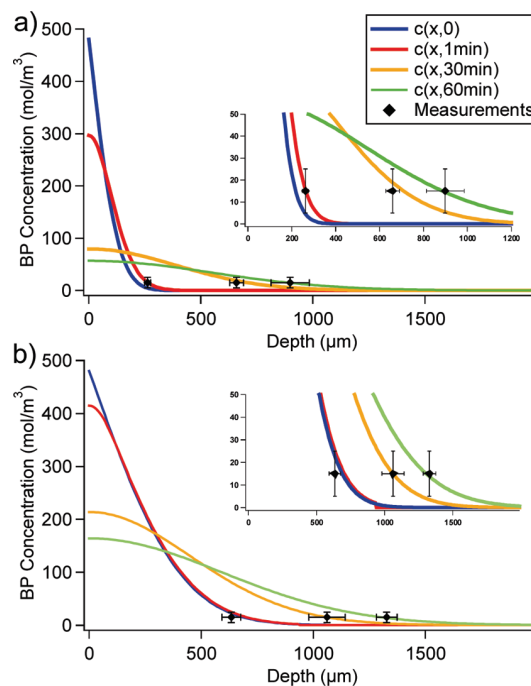 a)
500
400
300
200
100
0
BP Concentration (mol/m³)
c(x,0)
c(x,1min)
c(x,30min)
c(x,60min)
Measurements
50
40
30
20
10
0
0 200 400 600 800 1000 1200
0 500 1000 1500
Depth (µm)
b)
500
400
300
200
100
0
BP Concentration (mol/m³)
50
40
30
20
10
0
0 500 1000 1500
0 500 1000 1500
Depth (µm)